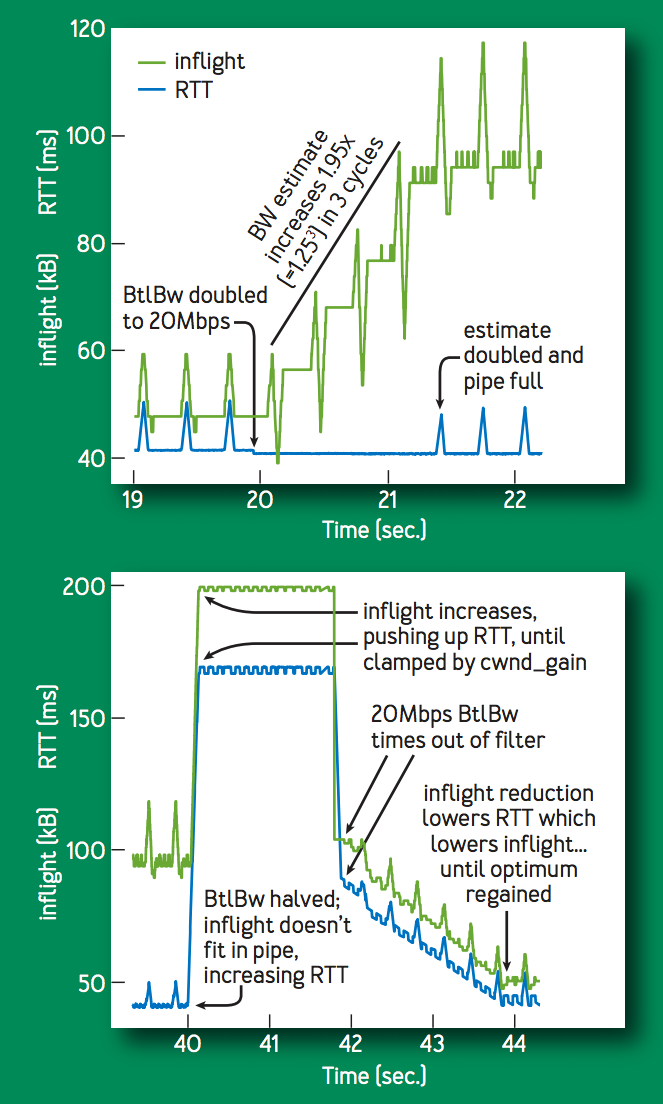 120
100
80
60
40
RTT (ms)
inflight (kB)
inflight
RTT
BW estimate
increases 1.95x
(=1.25³) in 3 cycles
BtlBw doubled
to 20Mbps
estimate
doubled and
pipe full
19
20
21
22
Time (sec.)
200
150
100
50
RTT (ms)
inflight (kB)
inflight increases,
pushing up RTT, until
clamped by cwnd_gain
20Mbps BtlBw
times out of filter
inflight reduction
lowers RTT which
lowers inflight...
until optimum
regained
BtlBw halved;
inflight doesn't
fit in pipe,
increasing RTT
40
41
42
43
44
Time (sec.)